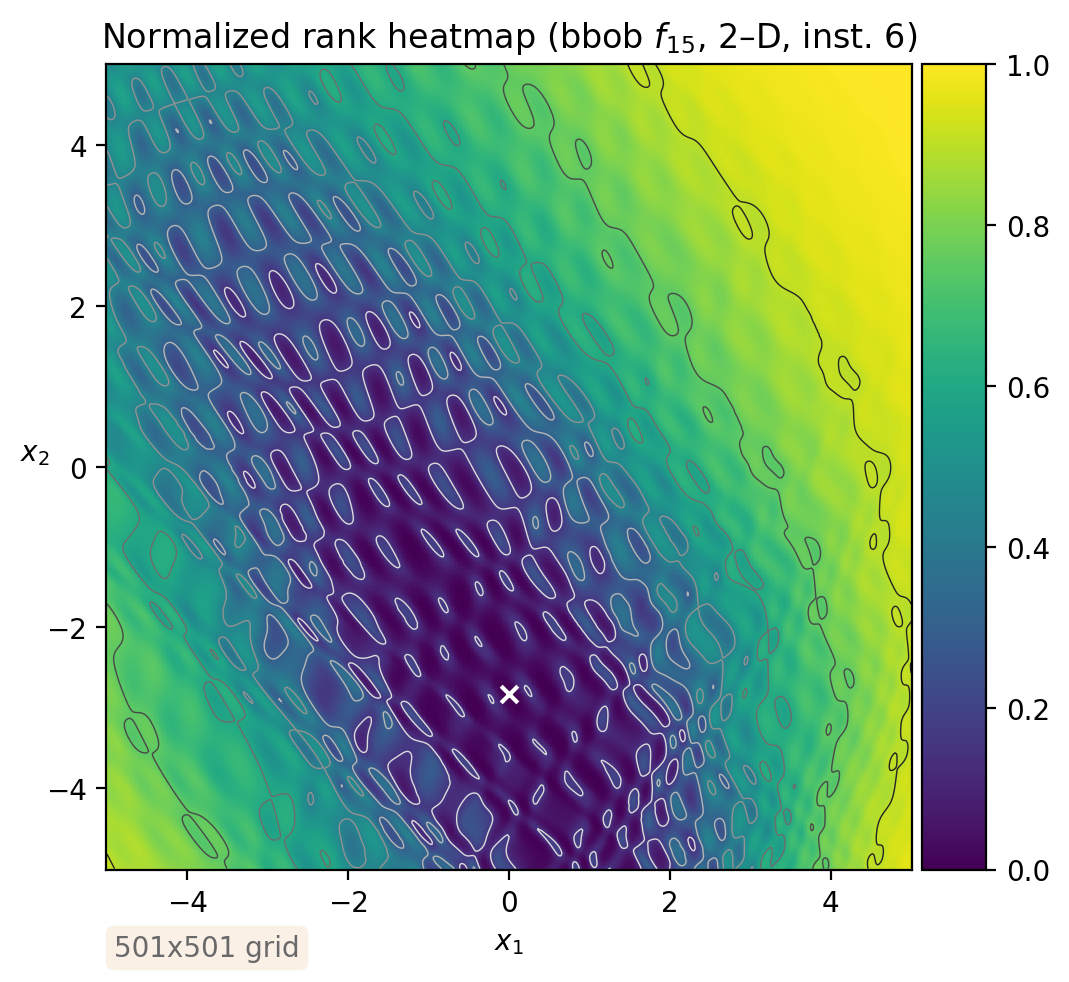 Normalized rank heatmap (bbob f₁₅, 2–D, inst. 6)
1.0
4
0.8
2
0.6
x₂ 0
0.4
−2
0.2
−4
0.0
−4 −2 0 2 4
x₁
501x501 grid